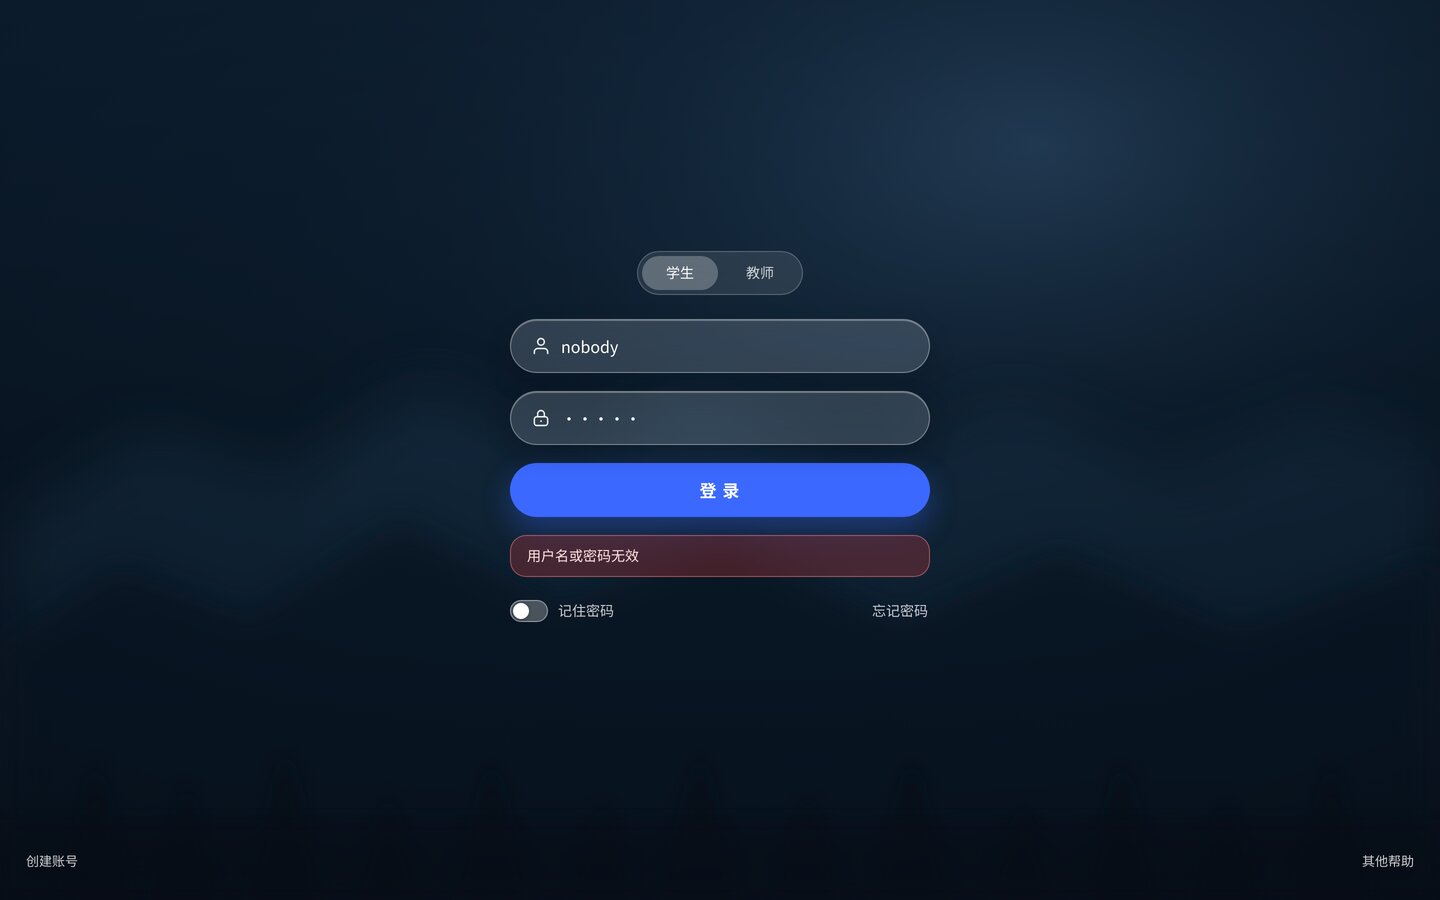 学生 教师
nobody
•••••
登录
用户名或密码无效
记住密码 忘记密码
创建账号 其他帮助